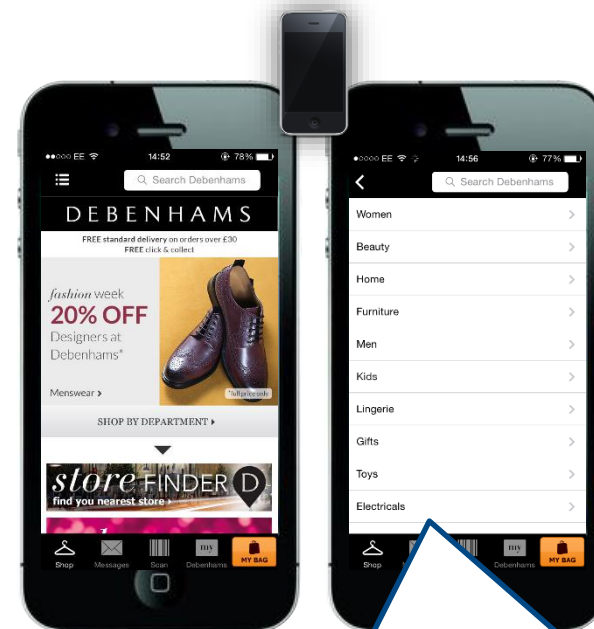 EE 14:52 78%
Search Debenhams
DEBENHAMS
FREE standard delivery on orders over £30
FREE click & collect
fashion week
20% OFF
Designers at
Debenhams*
Menswear
*full price only
SHOP BY DEPARTMENT
store FINDER D
find you nearest store
Shop Messages Scan my Debenhams MY BAG
EE 14:56 77%
Search Debenhams
Women
Beauty
Home
Furniture
Men
Kids
Lingerie
Gifts
Toys
Electricals
Shop my Debenhams MY BAG